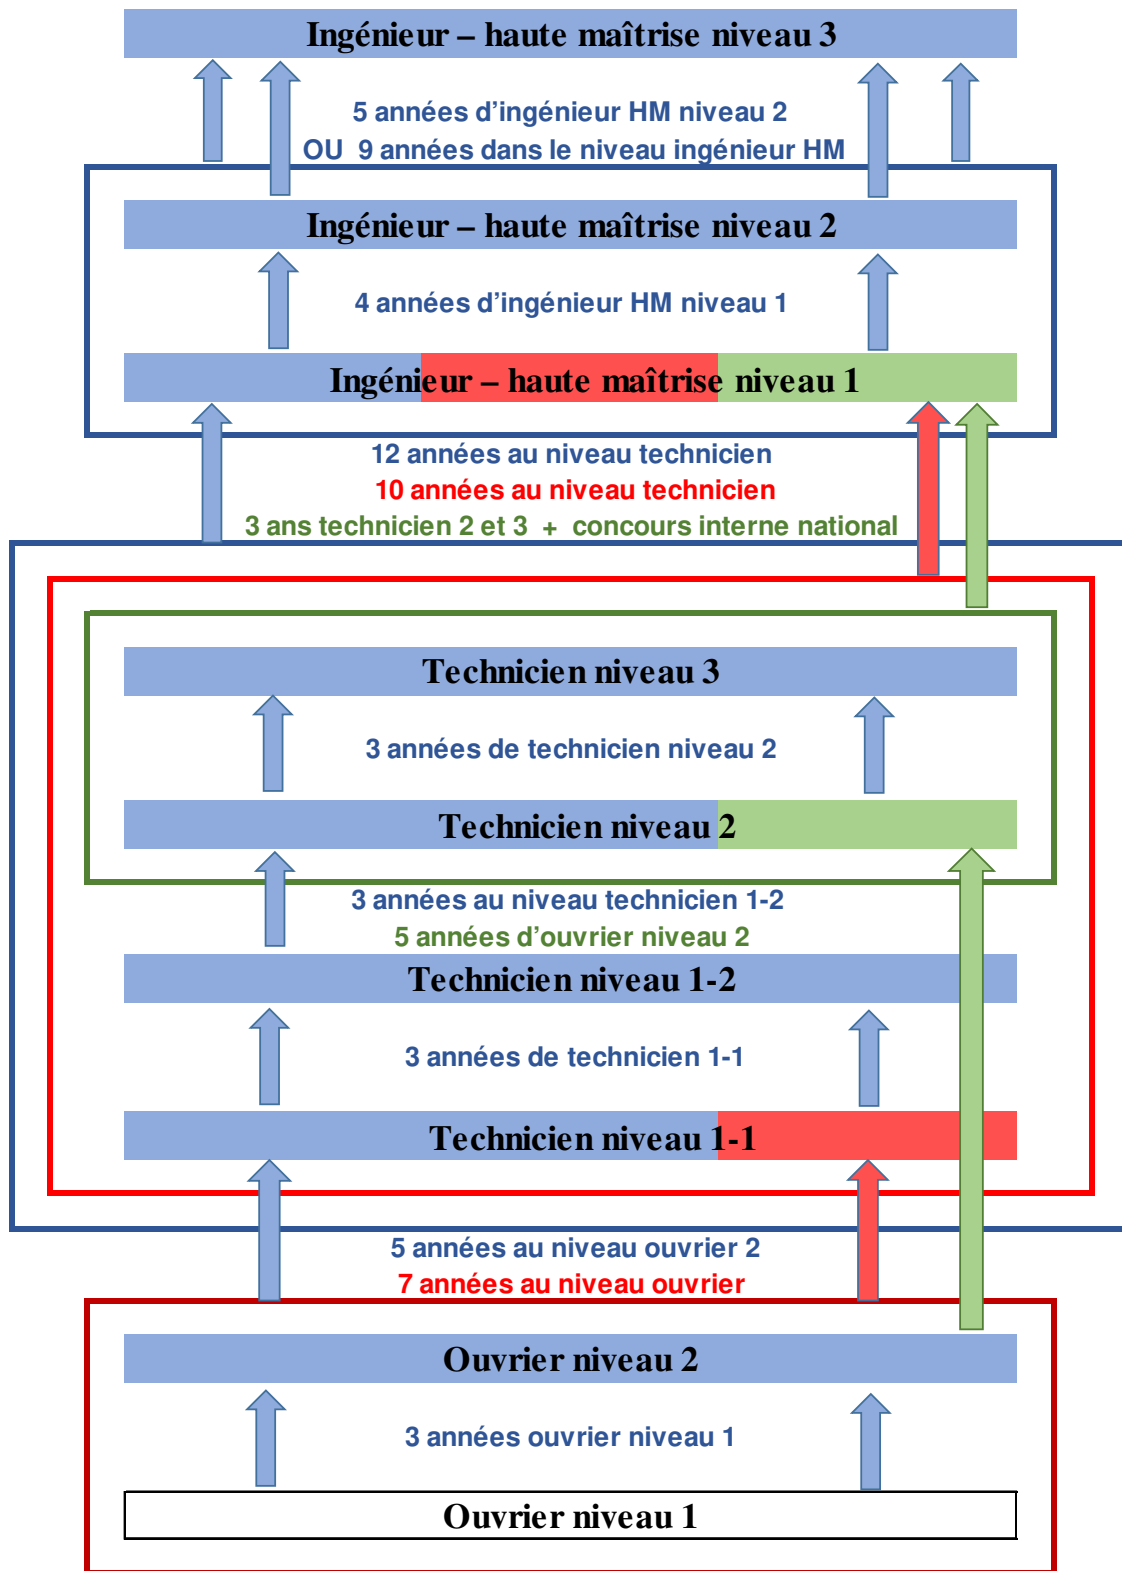 Ingénieur – haute maîtrise niveau 3
5 années d’ingénieur HM niveau 2
OU 9 années dans le niveau ingénieur HM
Ingénieur – haute maîtrise niveau 2
4 années d’ingénieur HM niveau 1
Ingénieur – haute maîtrise niveau 1
12 années au niveau technicien
10 années au niveau technicien
3 ans technicien 2 et 3 + concours interne national
Technicien niveau 3
3 années de technicien niveau 2
Technicien niveau 2
3 années au niveau technicien 1-2
5 années d’ouvrier niveau 2
Technicien niveau 1-2
3 années de technicien 1-1
Technicien niveau 1-1
5 années au niveau ouvrier 2
7 années au niveau ouvrier
Ouvrier niveau 2
3 années ouvrier niveau 1
Ouvrier niveau 1